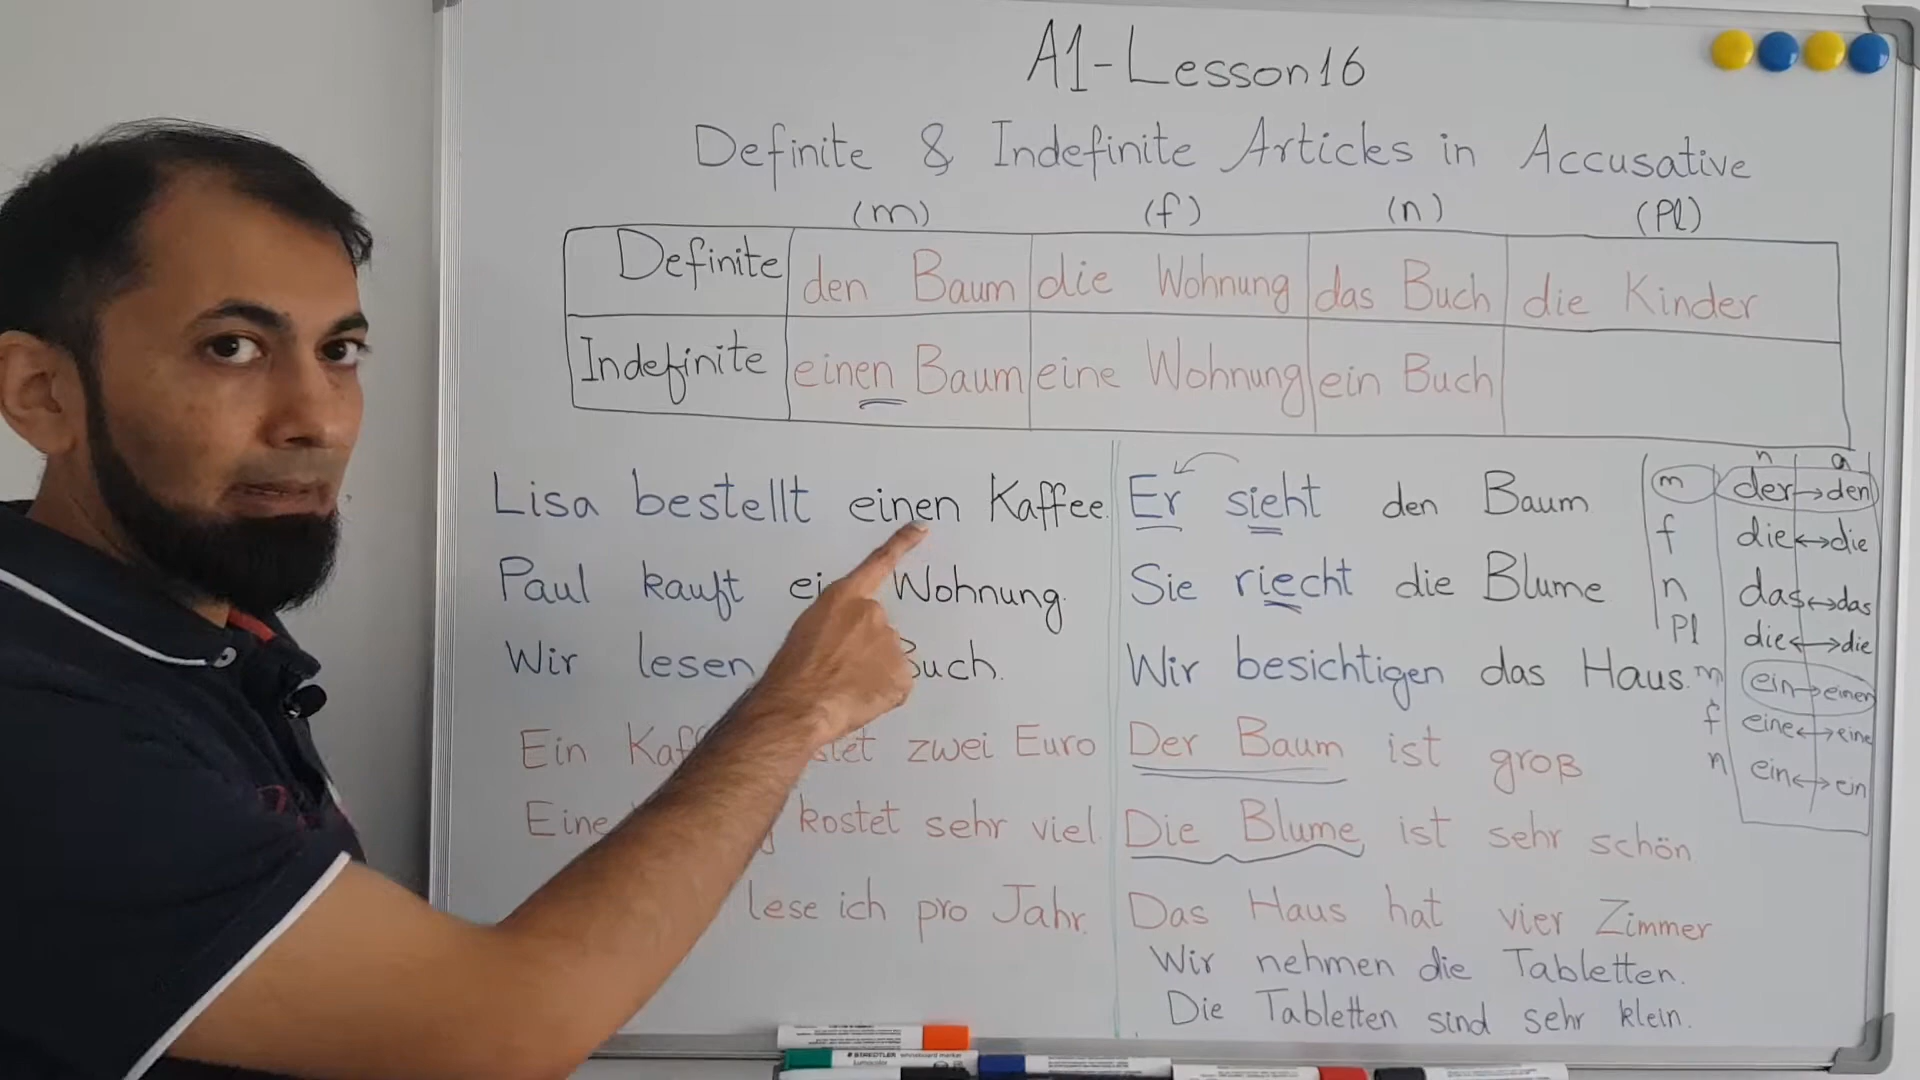 A1-Lesson16
Definite & Indefinite Articles in Accusative
(m) (f) (n) (Pl)
Definite den Baum die Wohnung das Buch die Kinder
Indefinite einen Baum eine Wohnung ein Buch
Lisa bestellt einen Kaffee.
Paul kauft Wohnung.
Wir lesen Buch.
Ein zwei Euro
Eine kostet sehr viel.
lese ich pro Jahr.
Er sieht den Baum
Sie riecht die Blume
Wir besichtigen das Haus.
Der Baum ist groß
Die Blume ist sehr schön
Das Haus hat vier Zimmer
Wir nehmen die Tabletten.
Die Tabletten sind sehr klein.
n a
m der→den
f die↔die
n das↔das
Pl die↔die
m ein→einen
f eine↔eine
n ein↔ein
STAEDTLER
Lumocolor